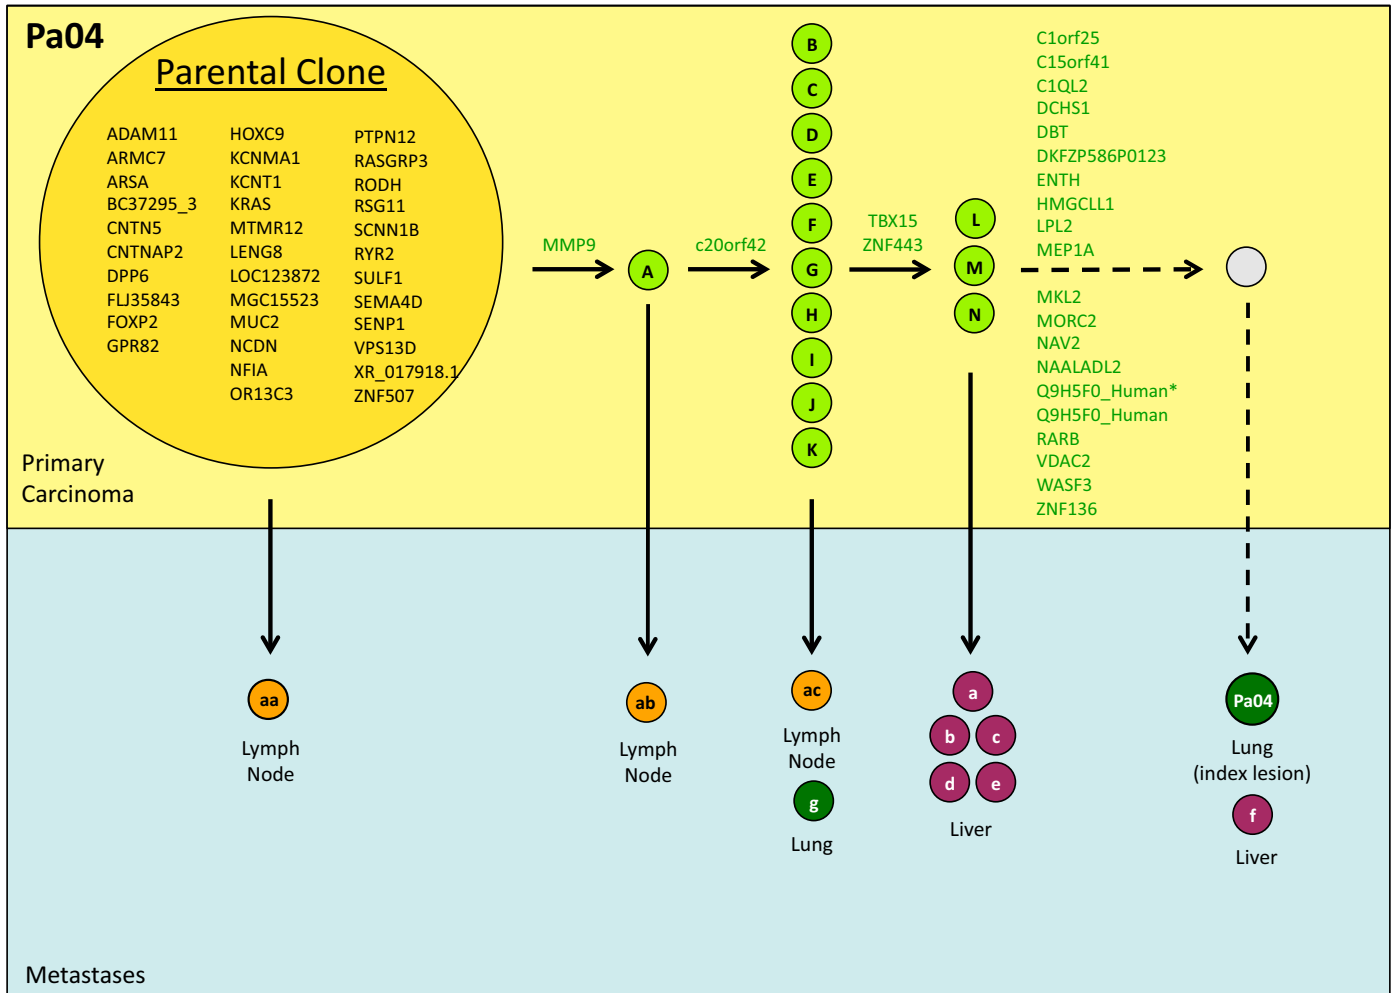 Pa04
Parental Clone
ADAM11
ARMC7
ARSA
BC37295_3
CNTN5
CNTNAP2
DPP6
FLJ35843
FOXP2
GPR82
HOXC9
KCNMA1
KCNT1
KRAS
MTMR12
LENG8
LOC123872
MGC15523
MUC2
NCDN
NFIA
OR13C3
PTPN12
RASGRP3
RODH
RSG11
SCNN1B
RYR2
SULF1
SEMA4D
SENP1
VPS13D
XR_017918.1
ZNF507
Primary
Carcinoma
MMP9
A
c20orf42
B
C
D
E
F
G
H
I
J
K
TBX15
ZNF443
L
M
N
C1orf25
C15orf41
C1QL2
DCHS1
DBT
DKFZP586P0123
ENTH
HMGCLL1
LPL2
MEP1A
MKL2
MORC2
NAV2
NAALADL2
Q9H5F0_Human*
Q9H5F0_Human
RARB
VDAC2
WASF3
ZNF136
aa
Lymph
Node
ab
Lymph
Node
ac
Lymph
Node
g
Lung
a
b c
d e
Liver
Pa04
Lung
(index lesion)
f
Liver
Metastases